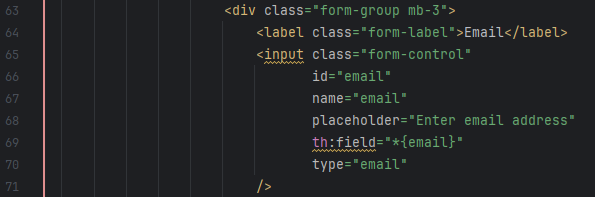 63 <div class="form-group mb-3">
64 <label class="form-label">Email</label>
65 <input class="form-control"
66 id="email"
67 name="email"
68 placeholder="Enter email address"
69 th:field="*{email}"
70 type="email"
71 />